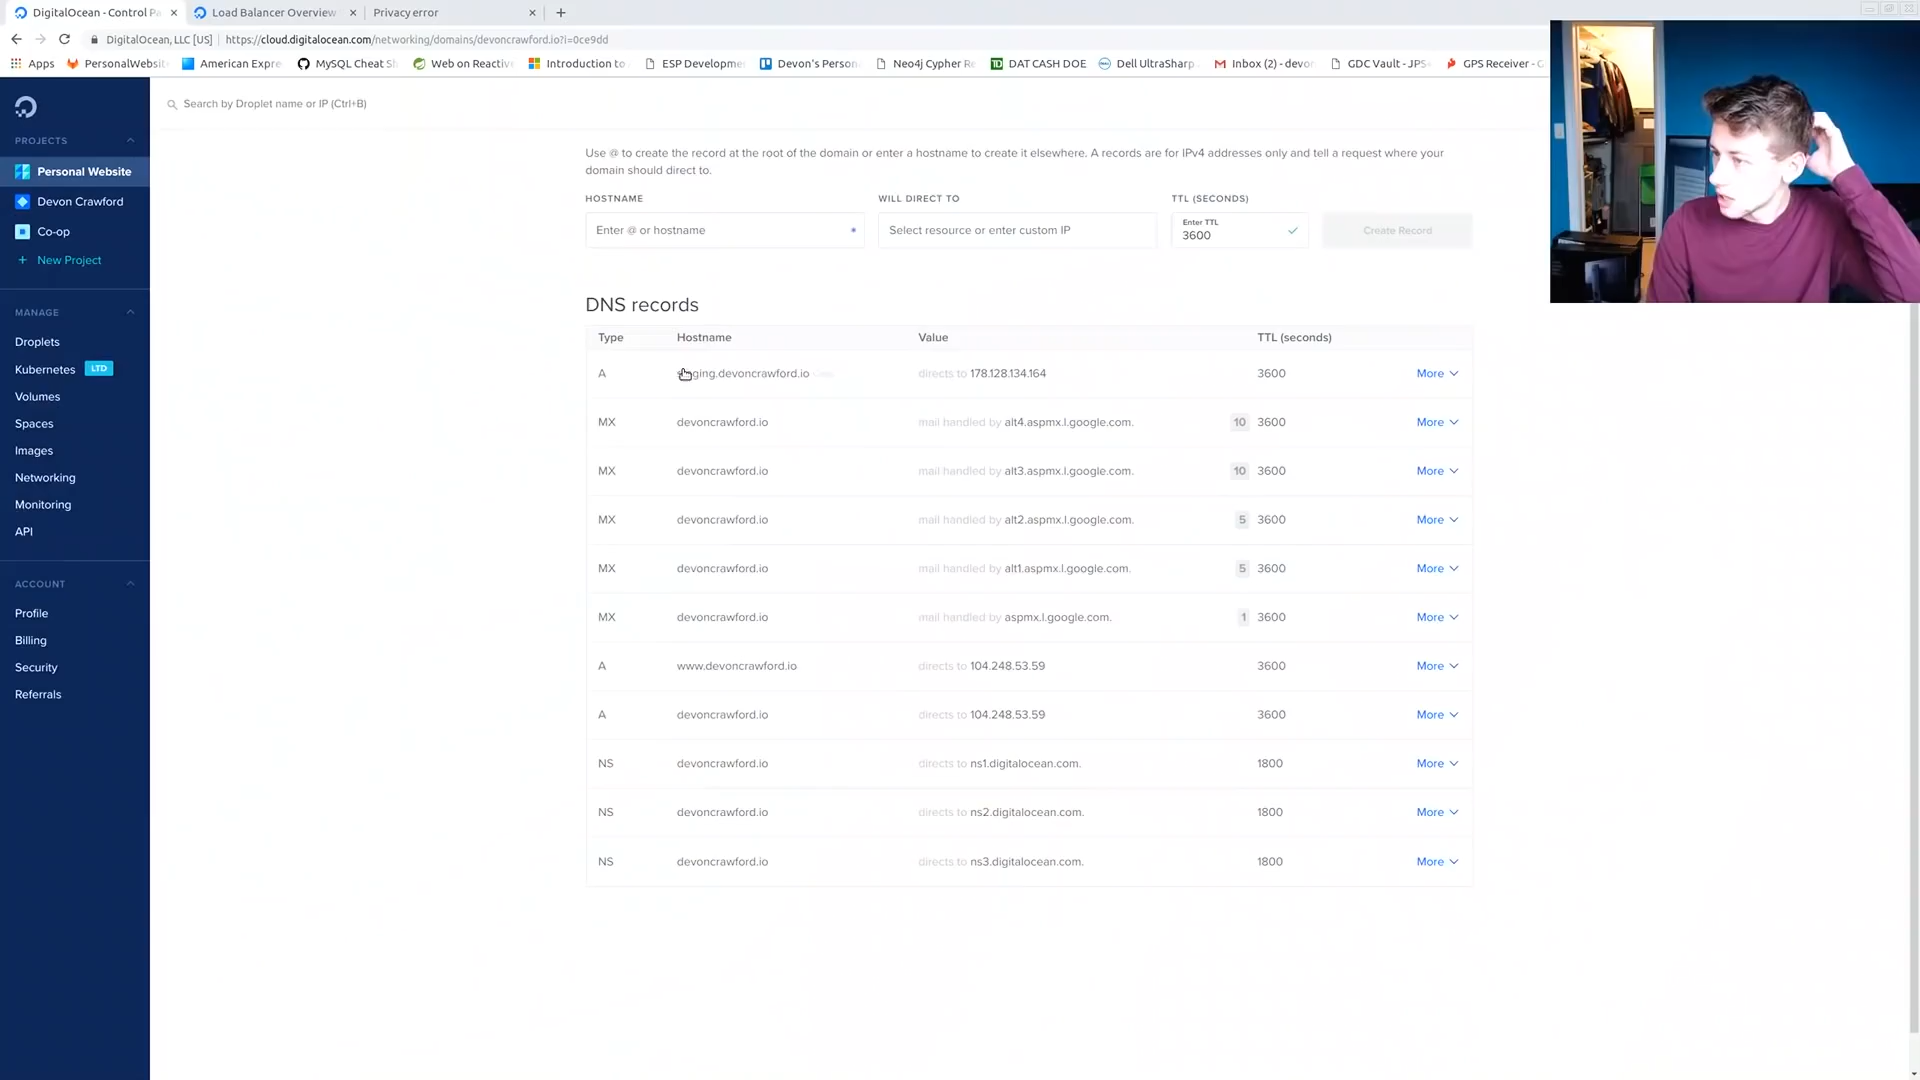 DigitalOcean - Control Pa
Load Balancer Overview
Privacy error
DigitalOcean, LLC [US] https://cloud.digitalocean.com/networking/domains/devoncrawford.io?i=0ce9dd
Apps PersonalWebsit American Expre MySQL Cheat Sh Web on Reactiv Introduction to ESP Developme Devon's Person Neo4j Cypher Re DAT CASH DOE Dell UltraSharp Inbox (2) - devon GDC Vault - JPS GPS Receiver - G
Search by Droplet name or IP (Ctrl+B)
PROJECTS
Personal Website
Devon Crawford
Co-op
+ New Project
MANAGE
Droplets
Kubernetes LTD
Volumes
Spaces
Images
Networking
Monitoring
API
ACCOUNT
Profile
Billing
Security
Referrals
Use @ to create the record at the root of the domain or enter a hostname to create it elsewhere. A records are for IPv4 addresses only and tell a request where your
domain should direct to.
HOSTNAME WILL DIRECT TO TTL (SECONDS)
Enter @ or hostname
Select resource or enter custom IP
Enter TTL
3600
Create Record
DNS records
Type Hostname Value TTL (seconds)
A ging.devoncrawford.io directs to 178.128.134.164 3600 More
MX devoncrawford.io mail handled by alt4.aspmx.l.google.com. 10 3600 More
MX devoncrawford.io mail handled by alt3.aspmx.l.google.com. 10 3600 More
MX devoncrawford.io mail handled by alt2.aspmx.l.google.com. 5 3600 More
MX devoncrawford.io mail handled by alt1.aspmx.l.google.com. 5 3600 More
MX devoncrawford.io mail handled by aspmx.l.google.com. 1 3600 More
A www.devoncrawford.io directs to 104.248.53.59 3600 More
A devoncrawford.io directs to 104.248.53.59 3600 More
NS devoncrawford.io directs to ns1.digitalocean.com. 1800 More
NS devoncrawford.io directs to ns2.digitalocean.com. 1800 More
NS devoncrawford.io directs to ns3.digitalocean.com. 1800 More